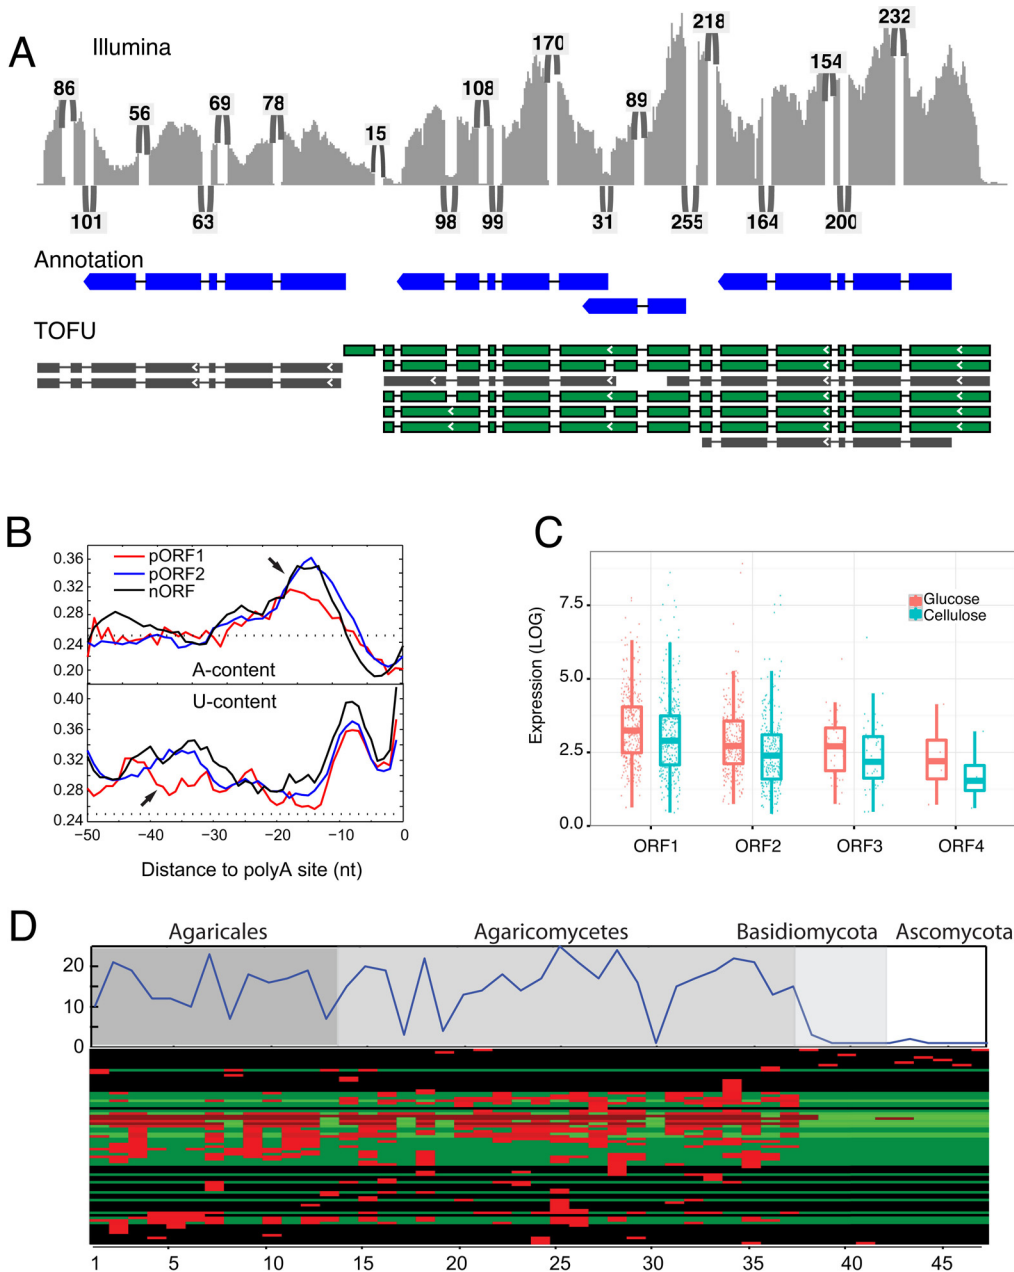 A
Illumina
86
56
69
78
15
108
170
89
218
154
232
101
63
98
99
31
255
164
200
Annotation
TOFU
B
pORF1
pORF2
nORF
0.36
0.32
0.28
0.24
0.20
A-content
U-content
0.40
0.36
0.32
0.28
0.24
−50 −40 −30 −20 −10 0
Distance to polyA site (nt)
C
Expression (LOG)
7.5
5.0
2.5
0.0
Glucose
Cellulose
ORF1 ORF2 ORF3 ORF4
D
Agaricales Agaricomycetes Basidiomycota Ascomycota
20
10
0
1 5 10 15 20 25 30 35 40 45